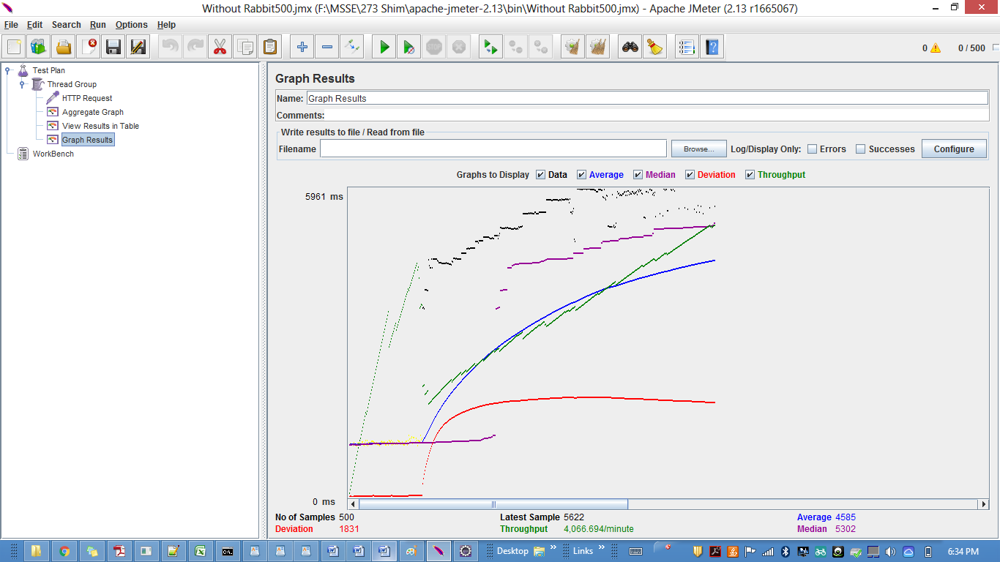 Without Rabbit500.jmx (F:\MSSE\273 Shim\apache-jmeter-2.13\bin\Without Rabbit500.jmx) - Apache JMeter (2.13 r1665067)
File Edit Search Run Options Help
STOP
0 0 / 500
Test Plan
Thread Group
HTTP Request
Aggregate Graph
View Results in Table
Graph Results
WorkBench
Graph Results
Name: Graph Results
Comments:
Write results to file / Read from file
Filename Browse... Log/Display Only: Errors Successes Configure
Graphs to Display Data Average Median Deviation Throughput
5961 ms
0 ms
No of Samples 500 Latest Sample 5622 Average 4585
Deviation 1831 Throughput 4,066.694/minute Median 5302
Desktop » Links » 6:34 PM